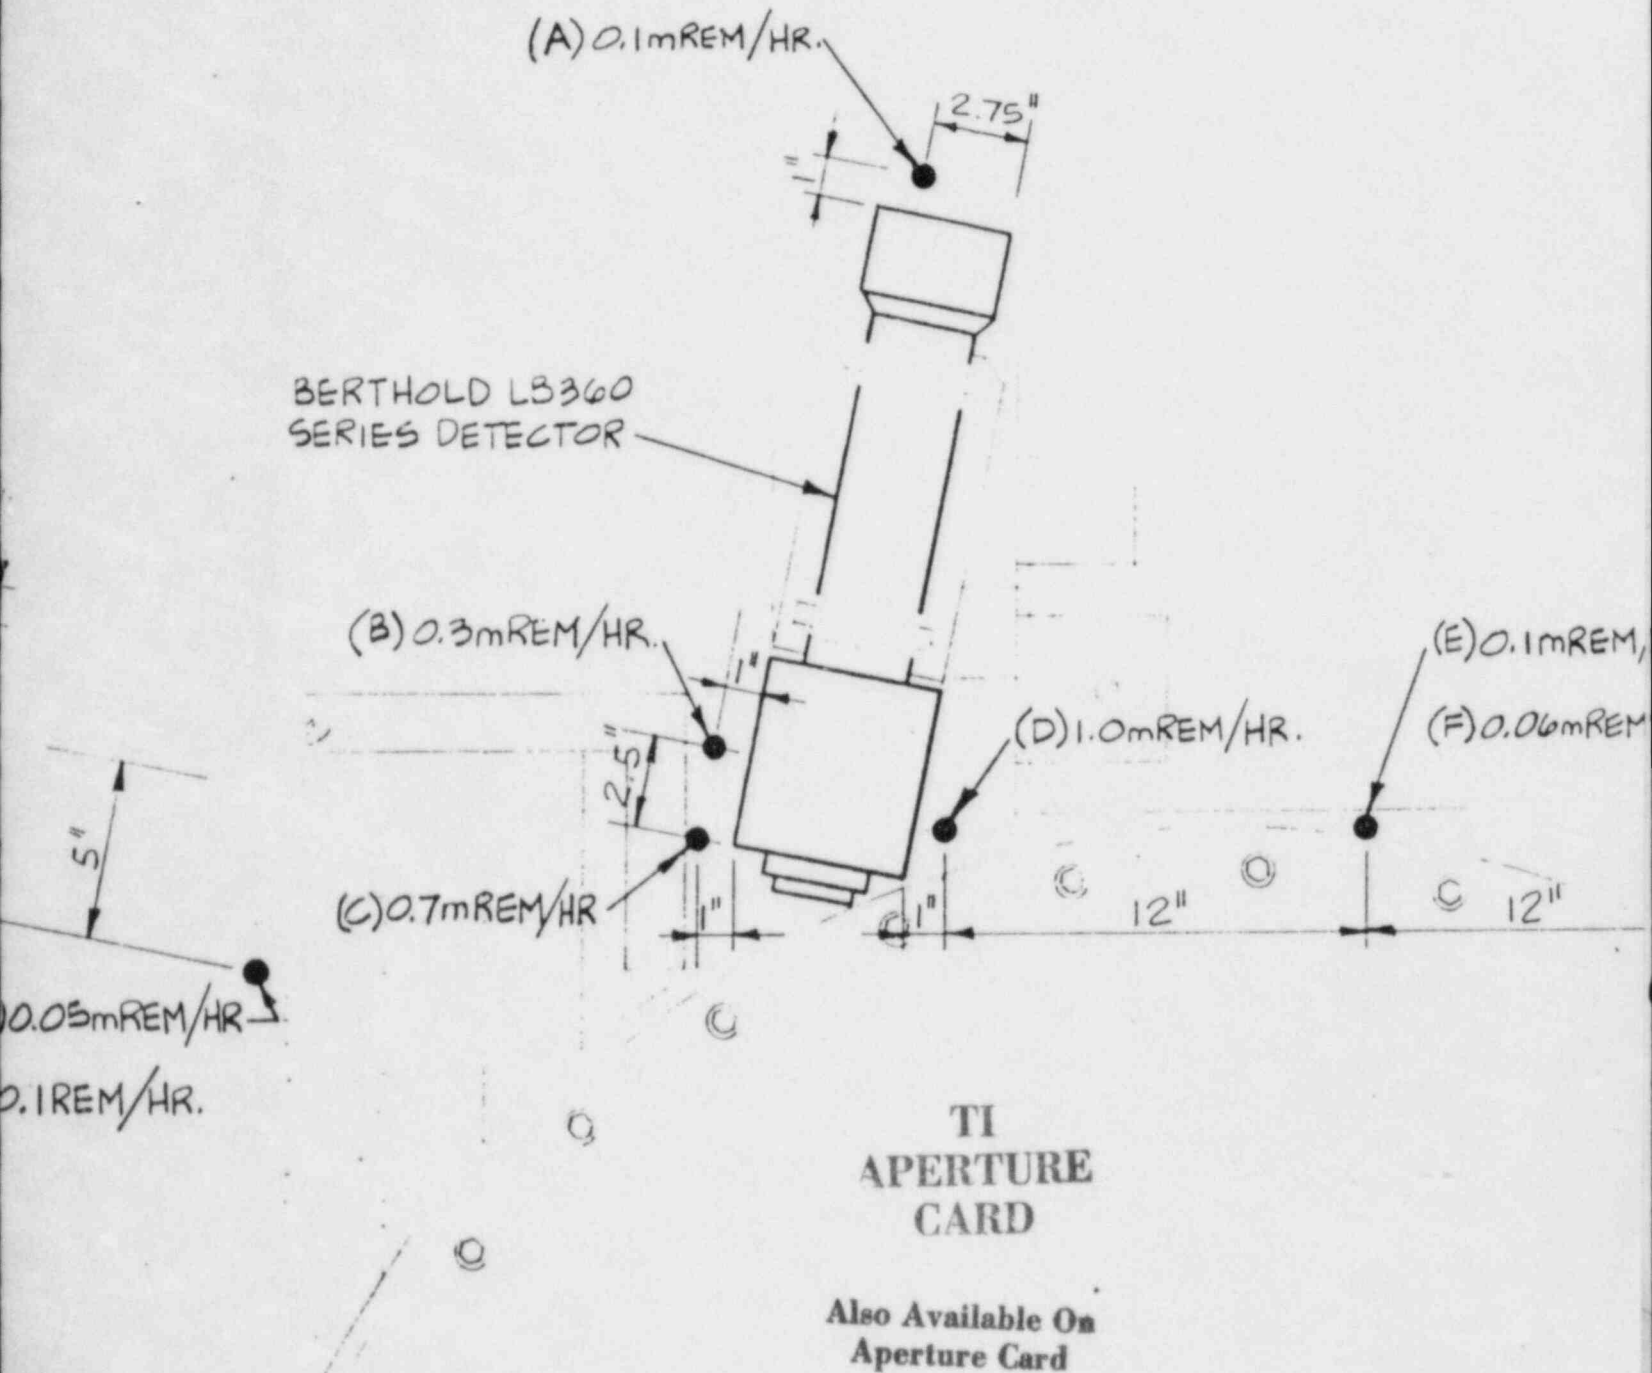 (A) 0.1mREM/HR.
2.75"
1"
BERTHOLD LB360
SERIES DETECTOR
(B) 0.3mREM/HR.
1"
(E) 0.1mREM/
(D) 1.0mREM/HR.
(F) 0.06mREM
2.5"
5"
(C) 0.7mREM/HR
1"
1"
12"
12"
)0.05mREM/HR
0.1REM/HR.
TI
APERTURE
CARD
Also Available On
Aperture Card